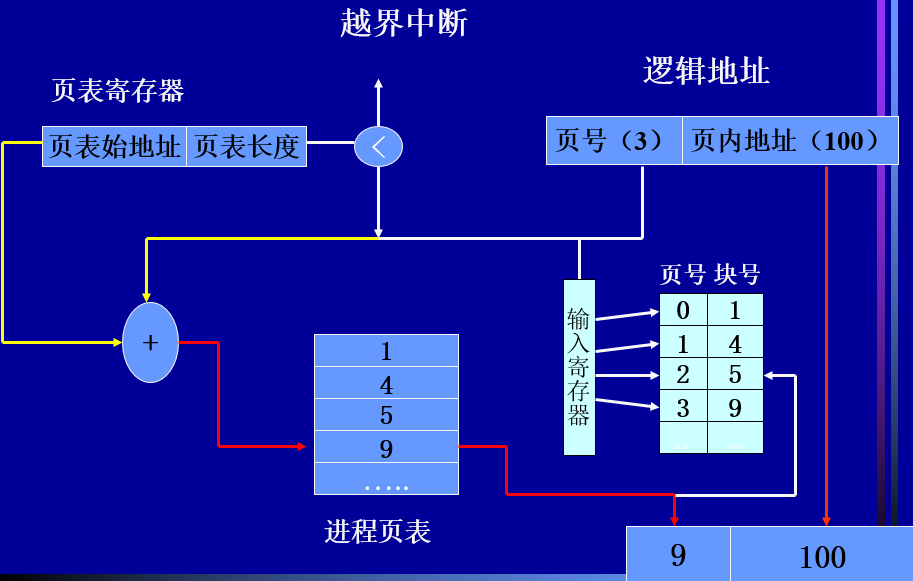 越界中断
逻辑地址
页表寄存器
页表始地址 页表长度
<
页号（3） 页内地址（100）
页号 块号
0 1
1 4
2 5
3 9
.. ..
输入寄存器
+
1
4
5
9
…..
进程页表
9 100